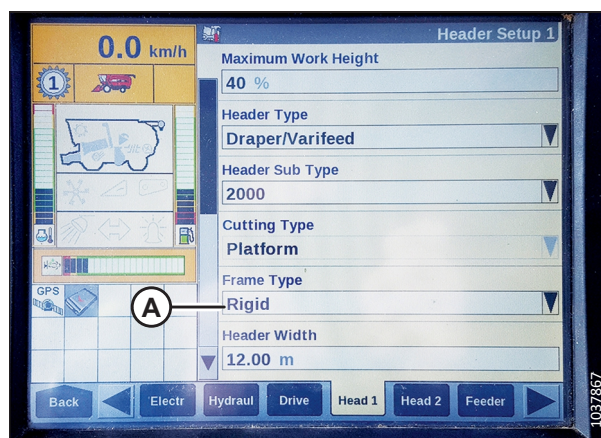 0.0 km/h
1
GPS
Header Setup 1
Maximum Work Height
40 %
Header Type
Draper/Varifeed
Header Sub Type
2000
Cutting Type
Platform
Frame Type
Rigid
Header Width
12.00 m
A
Back
Electr
Hydraul
Drive
Head 1
Head 2
Feeder
1037867